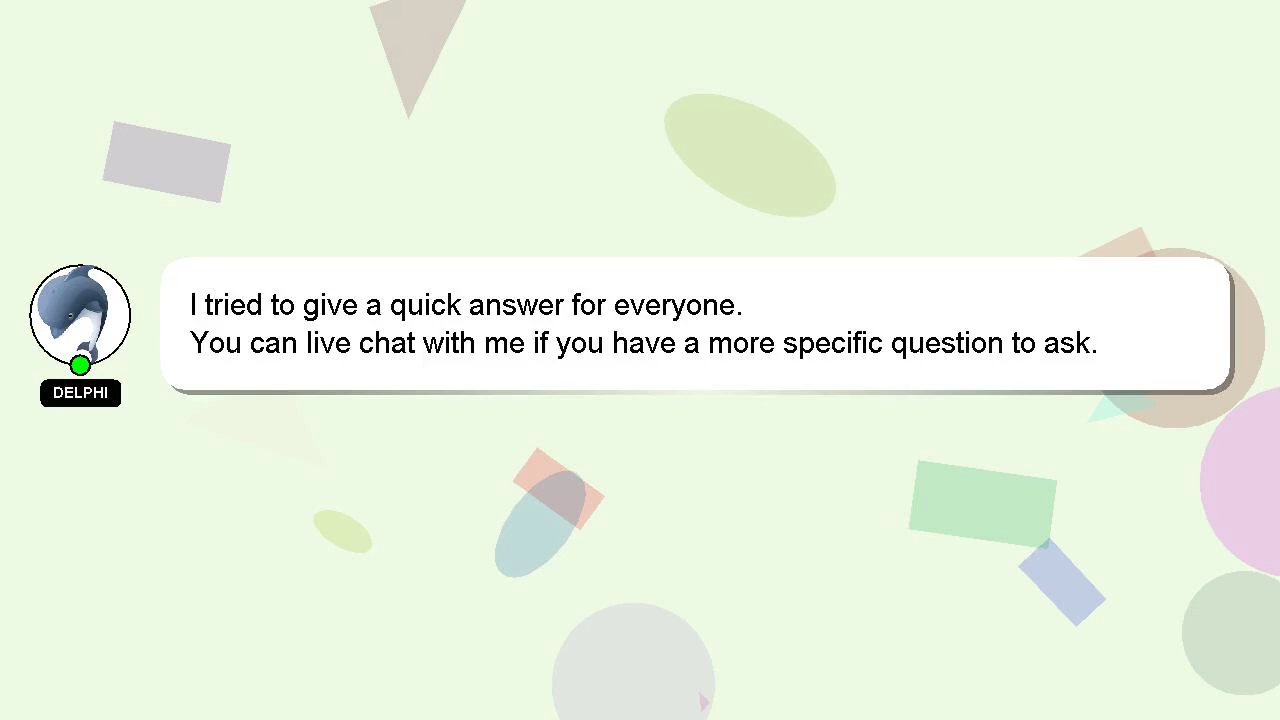 I tried to give a quick answer for everyone.
You can live chat with me if you have a more specific question to ask.
DELPHI